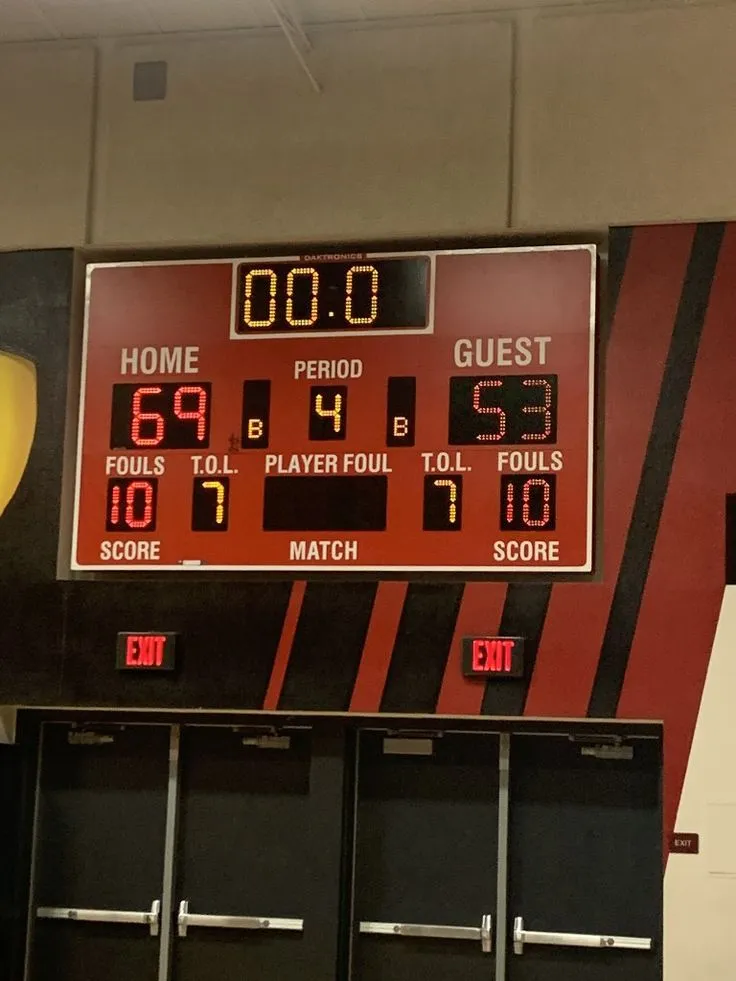 DAKTRONICS
00.0
HOME
PERIOD
GUEST
69
B
4
B
53
FOULS
T.O.L.
PLAYER FOUL
T.O.L.
FOULS
10
7
7
10
SCORE
MATCH
SCORE
EXIT
EXIT
EXIT